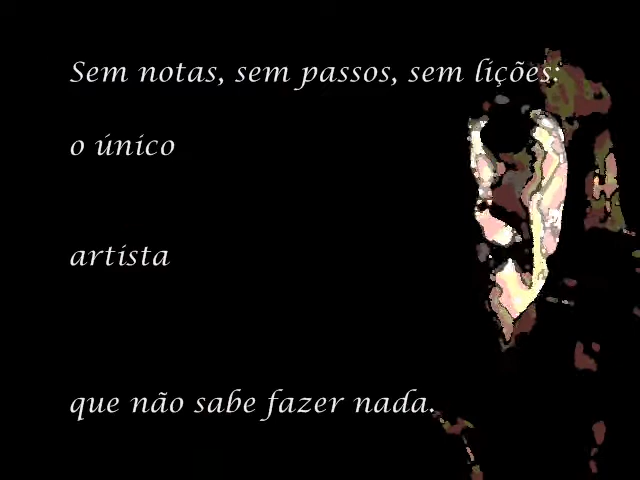 Sem notas, sem passos, sem lições:
o único
artista
que não sabe fazer nada.